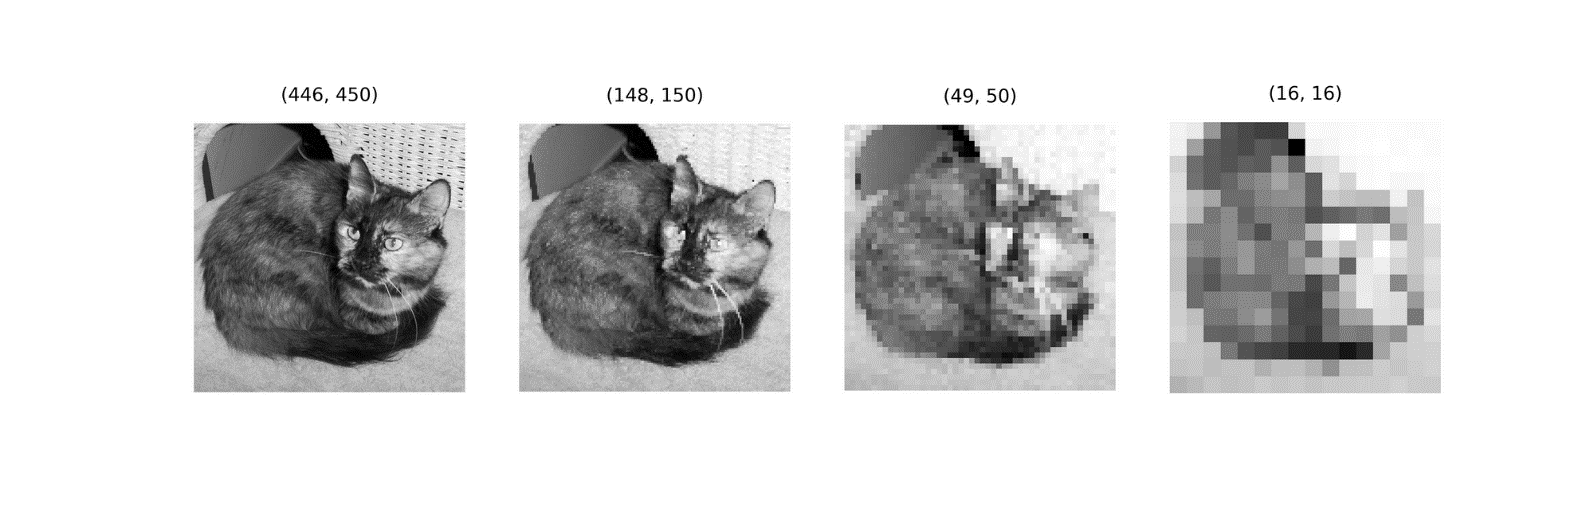 (446, 450)
(148, 150)
(49, 50)
(16, 16)